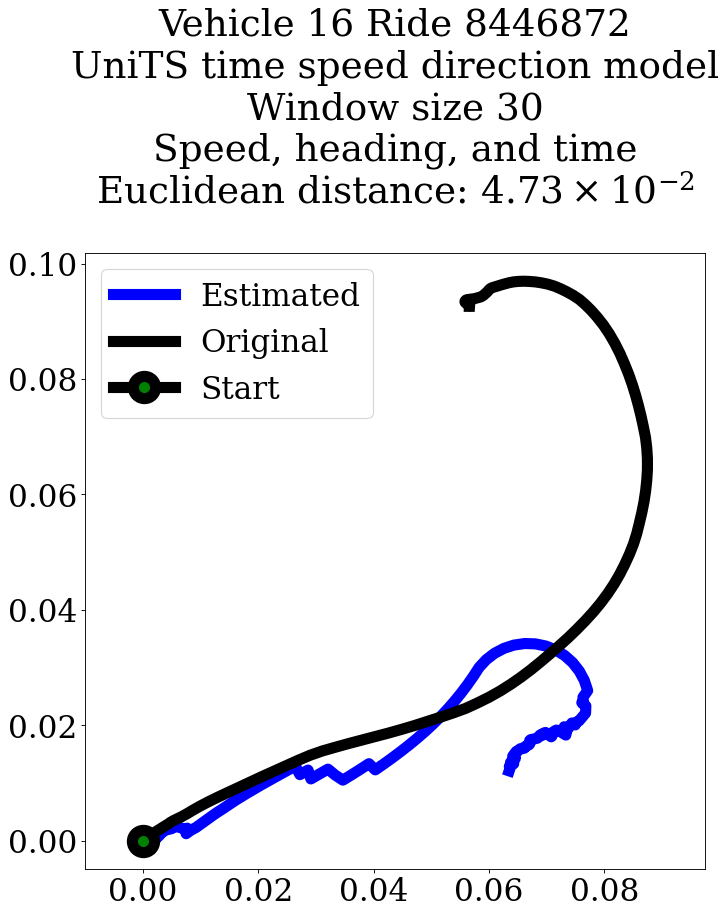 Vehicle 16 Ride 8446872
UniTS time speed direction model
Window size 30
Speed, heading, and time
Euclidean distance: 4.73 × 10⁻²
Estimated
Original
Start
0.10
0.08
0.06
0.04
0.02
0.00
0.00 0.02 0.04 0.06 0.08